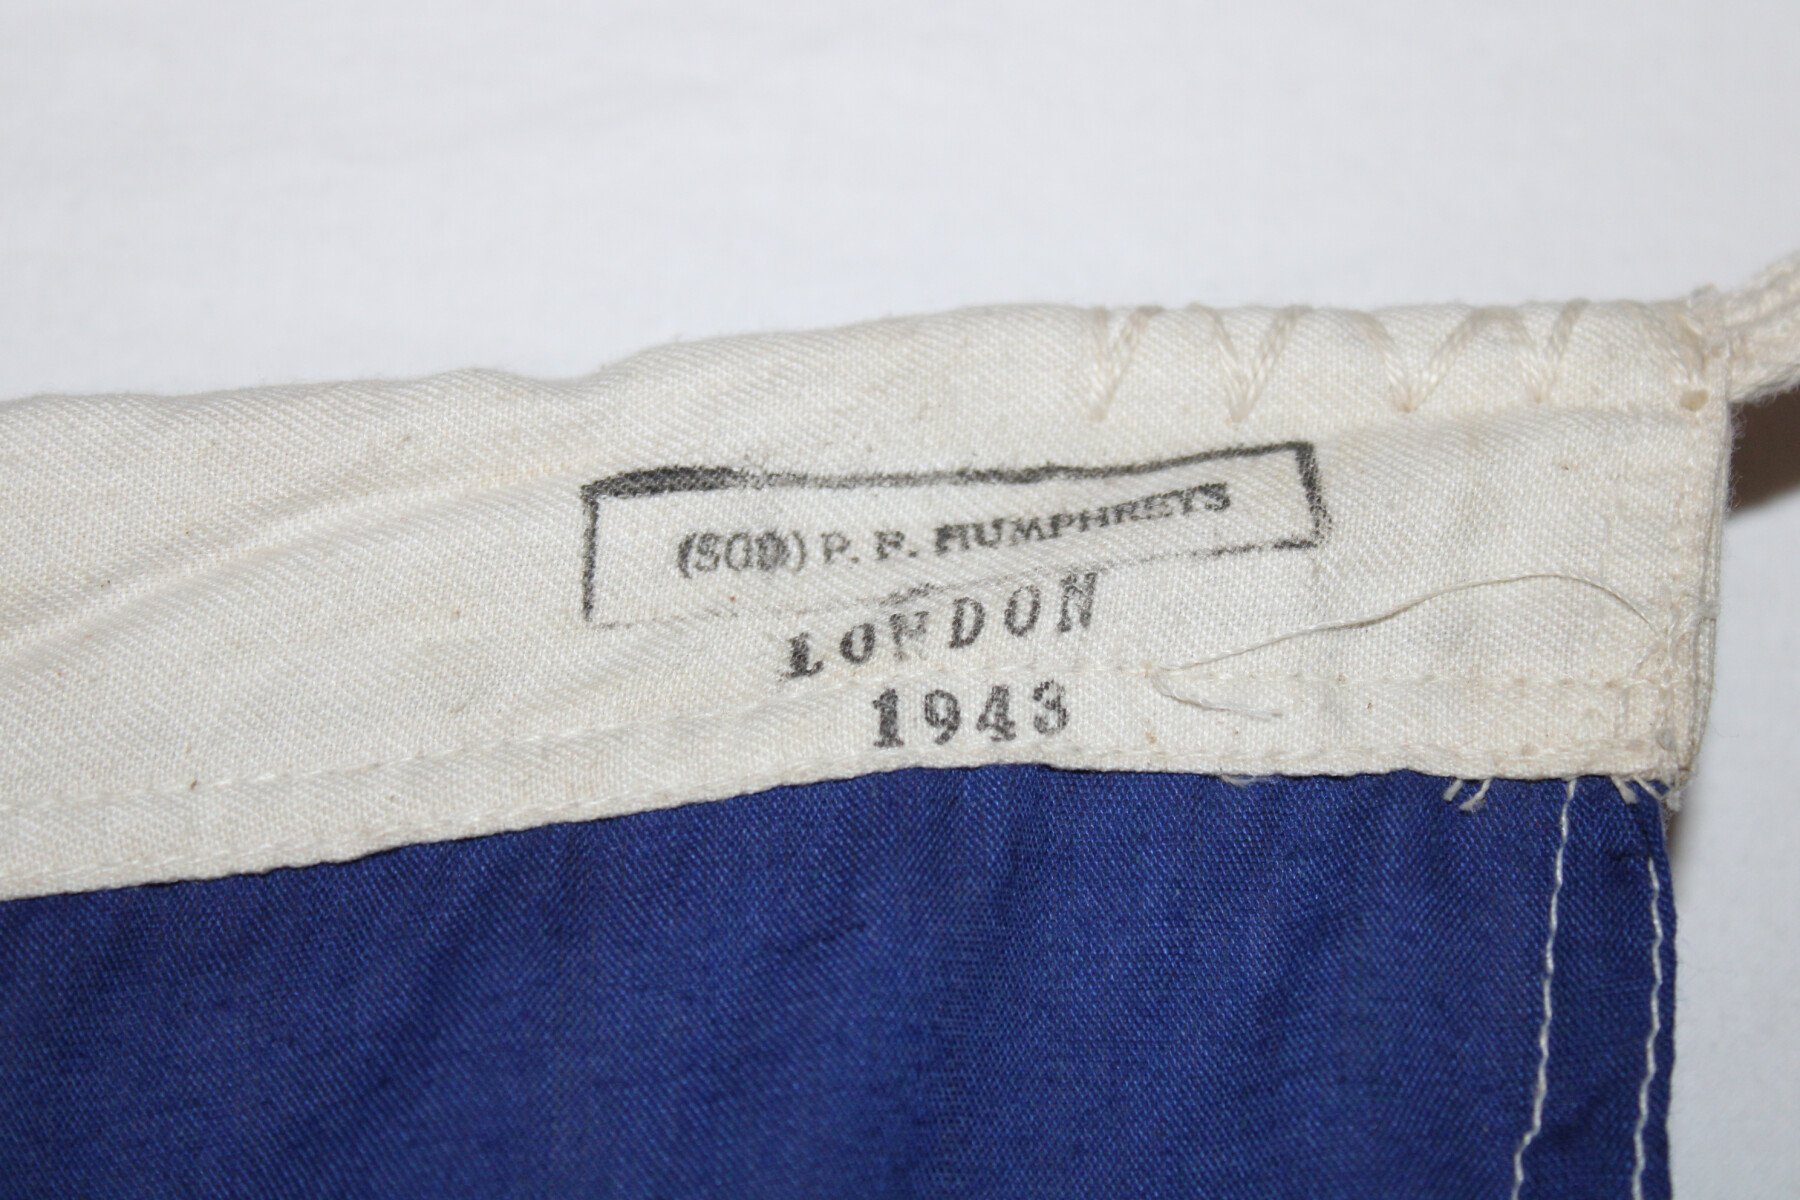 (SGD) P. F. HUMPHREYS
LONDON
1943